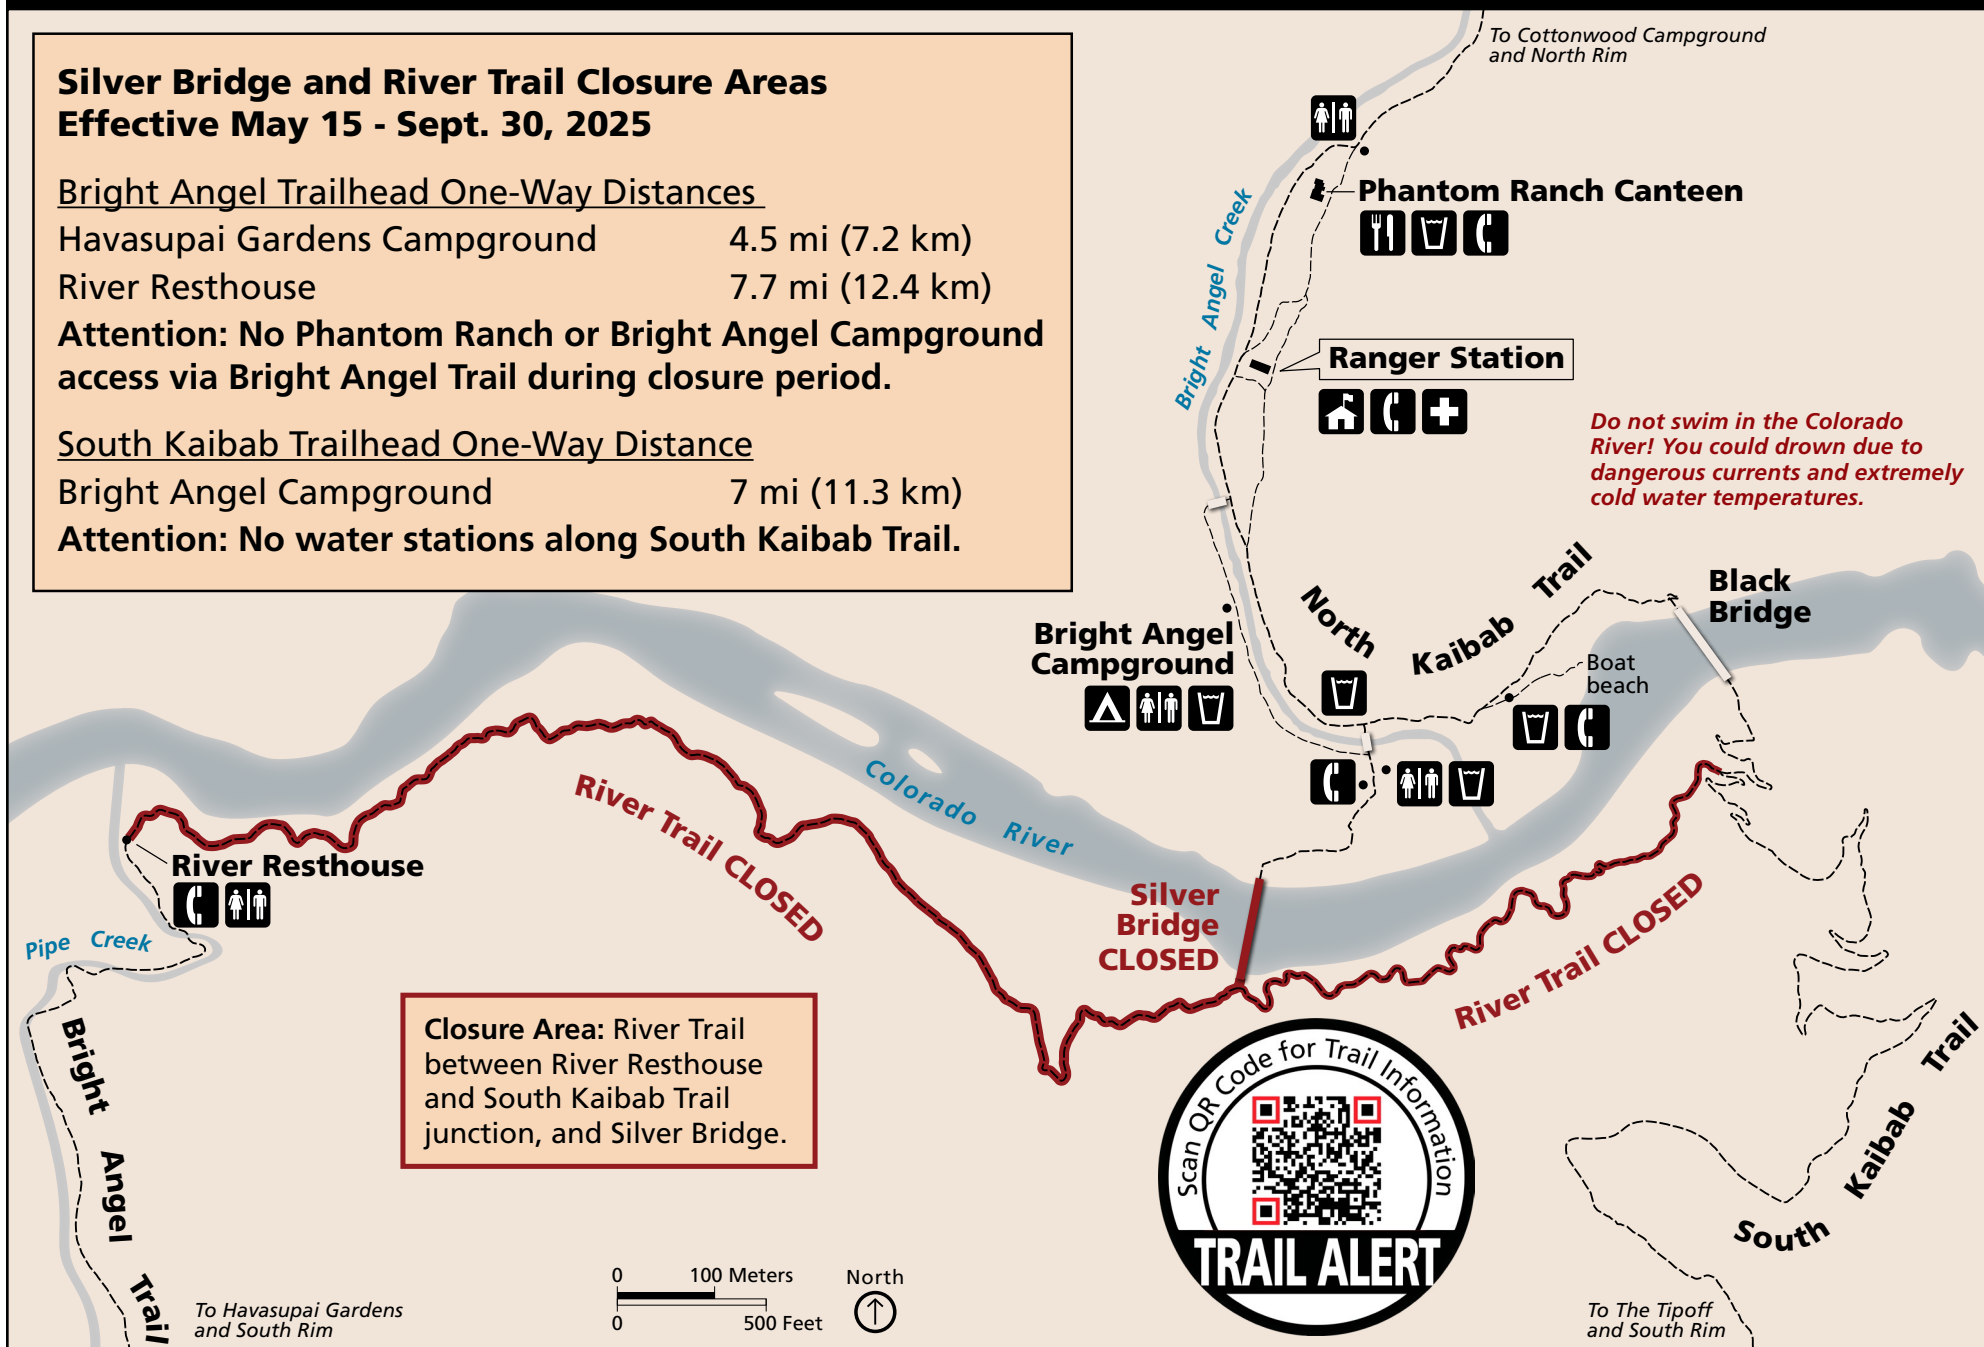 Silver Bridge and River Trail Closure Areas
Effective May 15 - Sept. 30, 2025
Bright Angel Trailhead One-Way Distances
Havasupai Gardens Campground 4.5 mi (7.2 km)
River Resthouse 7.7 mi (12.4 km)
Attention: No Phantom Ranch or Bright Angel Campground
access via Bright Angel Trail during closure period.
South Kaibab Trailhead One-Way Distance
Bright Angel Campground 7 mi (11.3 km)
Attention: No water stations along South Kaibab Trail.
To Cottonwood Campground
and North Rim
Phantom Ranch Canteen
Bright Angel Creek
Ranger Station
Do not swim in the Colorado
River! You could drown due to
dangerous currents and extremely
cold water temperatures.
North Kaibab Trail
Black
Bridge
Bright Angel
Campground
Boat
beach
River Trail CLOSED
Colorado River
River Resthouse
Silver
Bridge
CLOSED
River Trail CLOSED
Pipe Creek
Bright Angel Trail
Closure Area: River Trail
between River Resthouse
and South Kaibab Trail
junction, and Silver Bridge.
Scan QR Code for Trail Information
TRAIL ALERT
South Kaibab Trail
To Havasupai Gardens
and South Rim
0 100 Meters
0 500 Feet
North
To The Tipoff
and South Rim